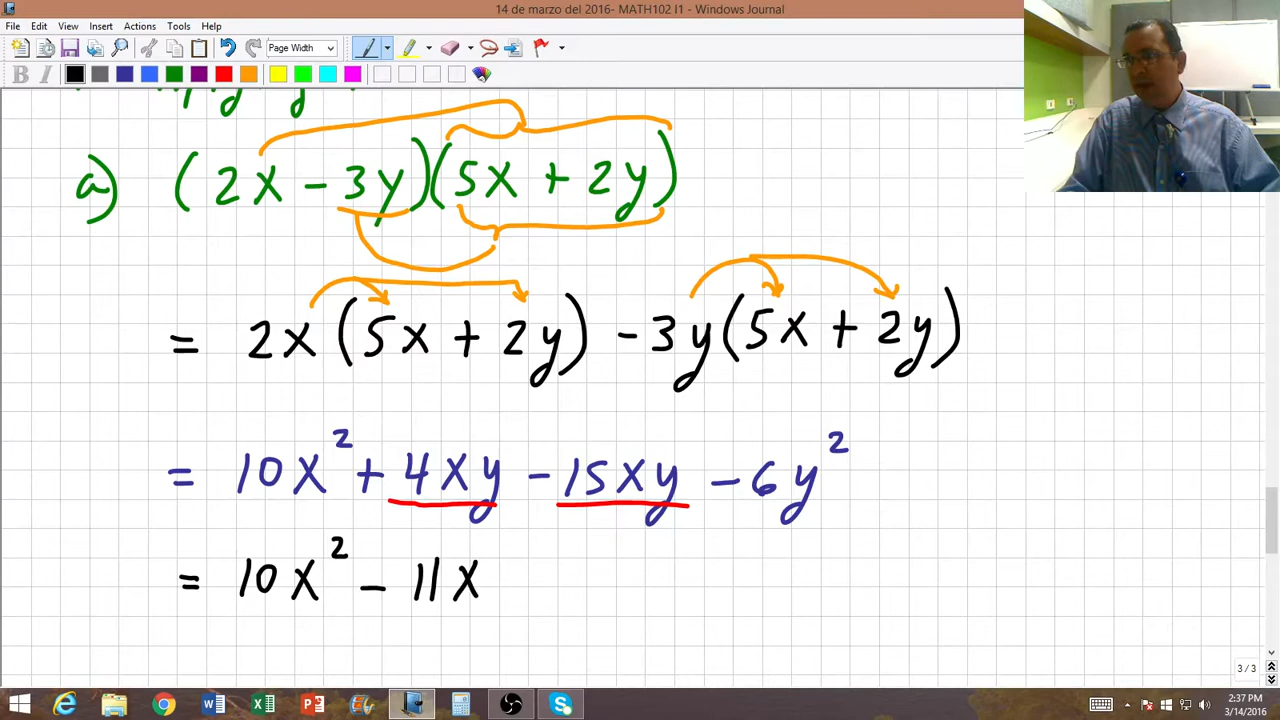 14 de marzo del 2016- MATH102 I1 - Windows Journal
File Edit View Insert Actions Tools Help
Page Width
B I
a) (2x - 3y)(5x + 2y)
= 2x(5x + 2y) - 3y(5x + 2y)
= 10x² + 4xy - 15xy - 6y²
= 10x² - 11x
3 / 3
2:37 PM
3/14/2016